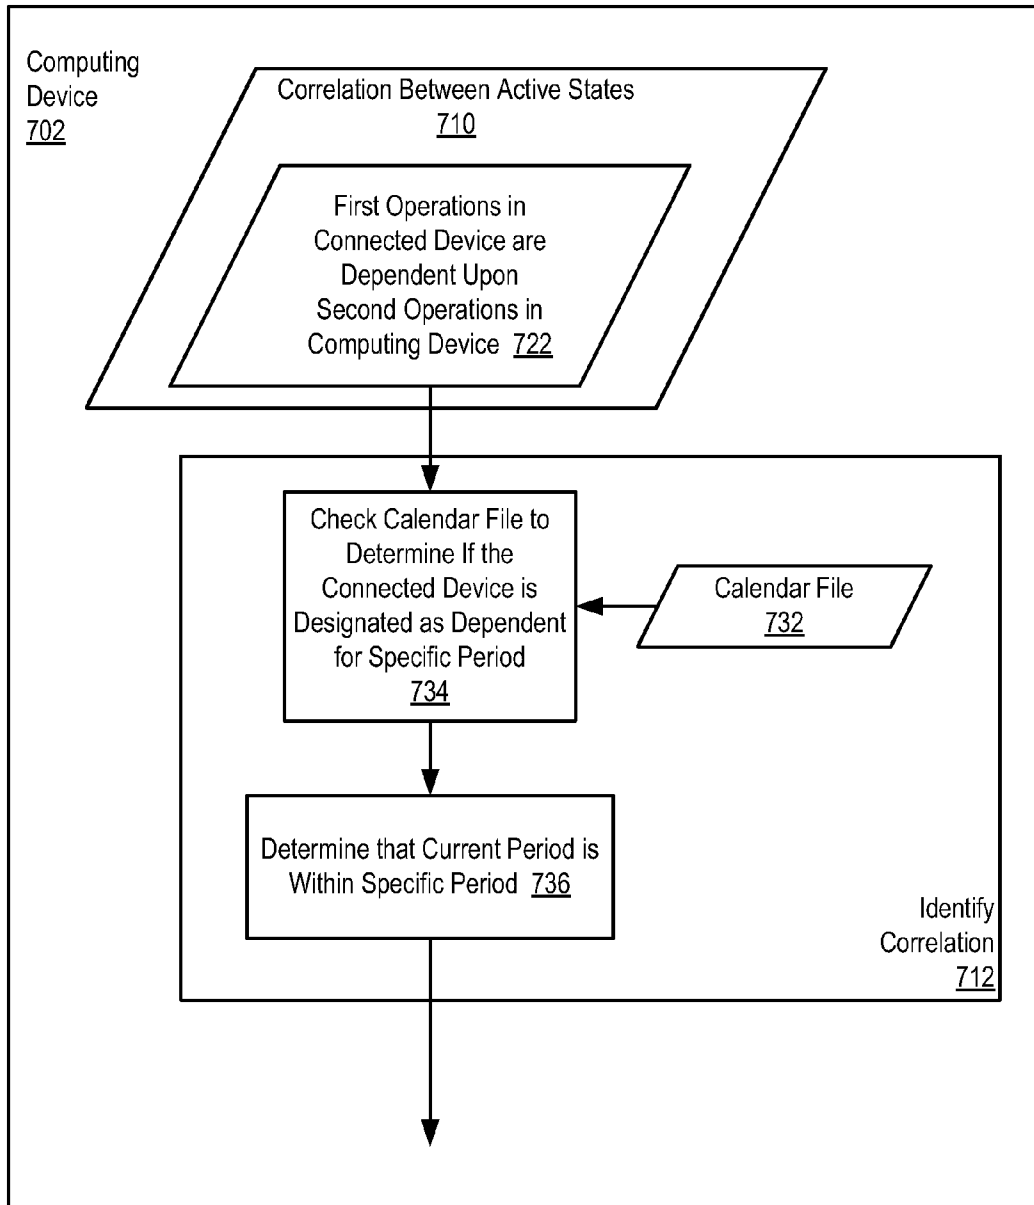 Computing
Device
702
Correlation Between Active States
710
First Operations in
Connected Device are
Dependent Upon
Second Operations in
Computing Device 722
Check Calendar File to
Determine If the
Connected Device is
Designated as Dependent
for Specific Period
734
Calendar File
732
Determine that Current Period is
Within Specific Period 736
Identify
Correlation
712